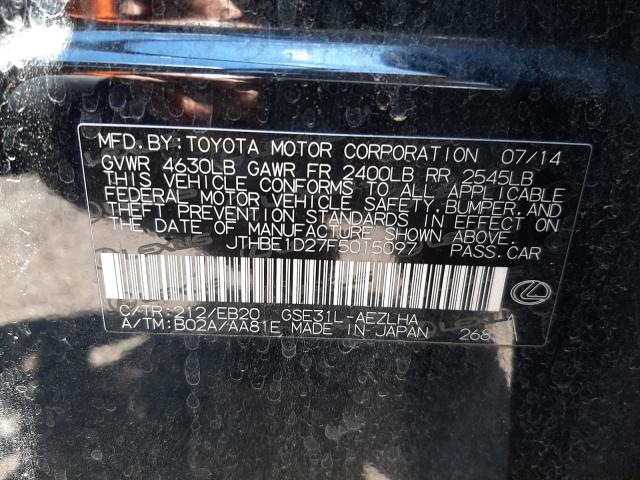 MFD.BY:TOYOTA MOTOR CORPORATION 07/14
GVWR 4630LB GAWR FR 2400LB RR 2545LB
THIS VEHICLE CONFORMS TO ALL APPLICABLE
FEDERAL MOTOR VEHICLE SAFETY, BUMPER, AND
THEFT PREVENTION STANDARDS IN EFFECT ON
THE DATE OF MANUFACTURE SHOWN ABOVE.
JTHBE1D27F5015097 PASS.CAR
C/TR:212/EB20 GSE31L-AEZLHA
A/TM:B02A/AA81E MADE IN JAPAN 268